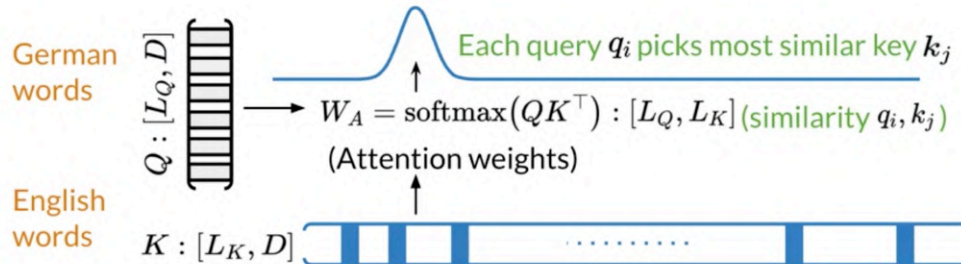 German
words
Q : [L_Q, D]
Each query q_i picks most similar key k_j
W_A = softmax(QK^⊤) : [L_Q, L_K] (similarity q_i, k_j)
(Attention weights)
English
words
K : [L_K, D]